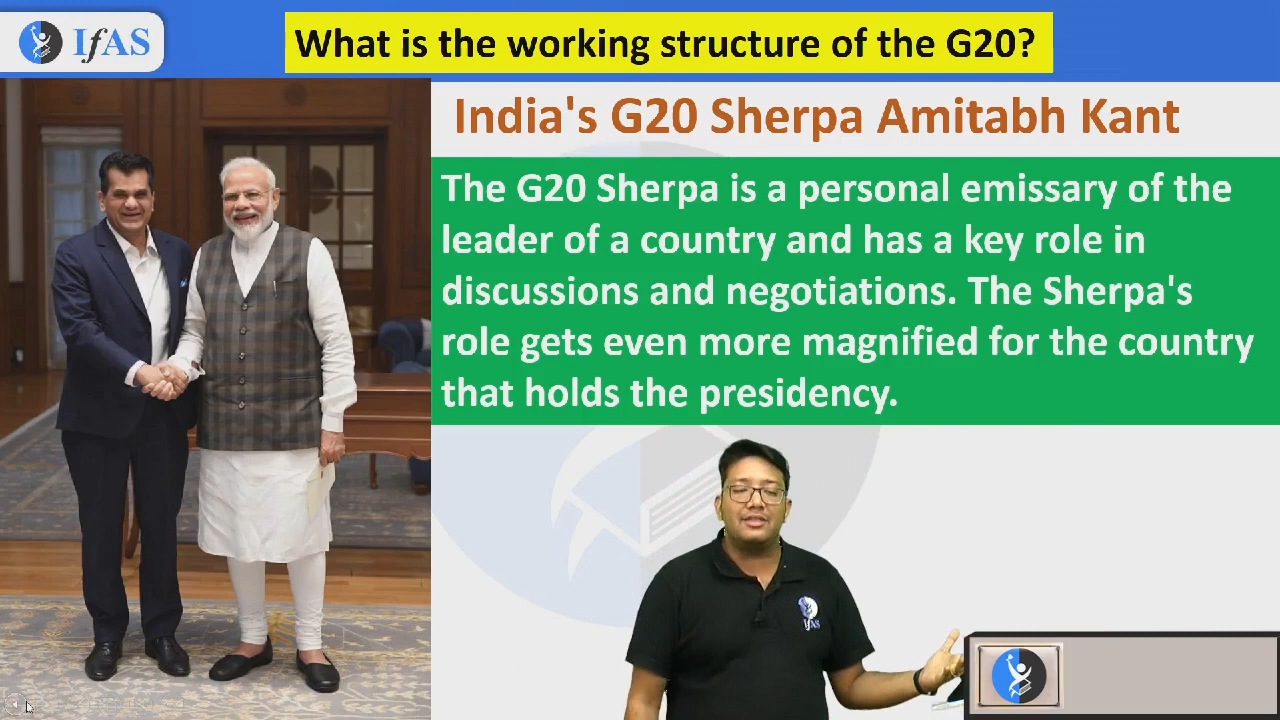 IfAS
What is the working structure of the G20?
India's G20 Sherpa Amitabh Kant
The G20 Sherpa is a personal emissary of the
leader of a country and has a key role in
discussions and negotiations. The Sherpa's
role gets even more magnified for the country
that holds the presidency.
IfAS